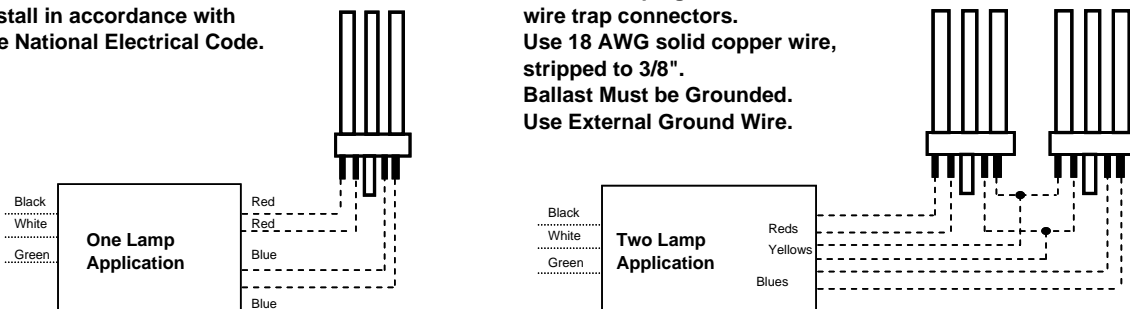 stall in accordance with
e National Electrical Code.
wire trap connectors.
Use 18 AWG solid copper wire,
stripped to 3/8".
Ballast Must be Grounded.
Use External Ground Wire.
Black
White
Green
One Lamp
Application
Red
Red
Blue
Blue
Black
White
Green
Two Lamp
Application
Reds
Yellows
Blues